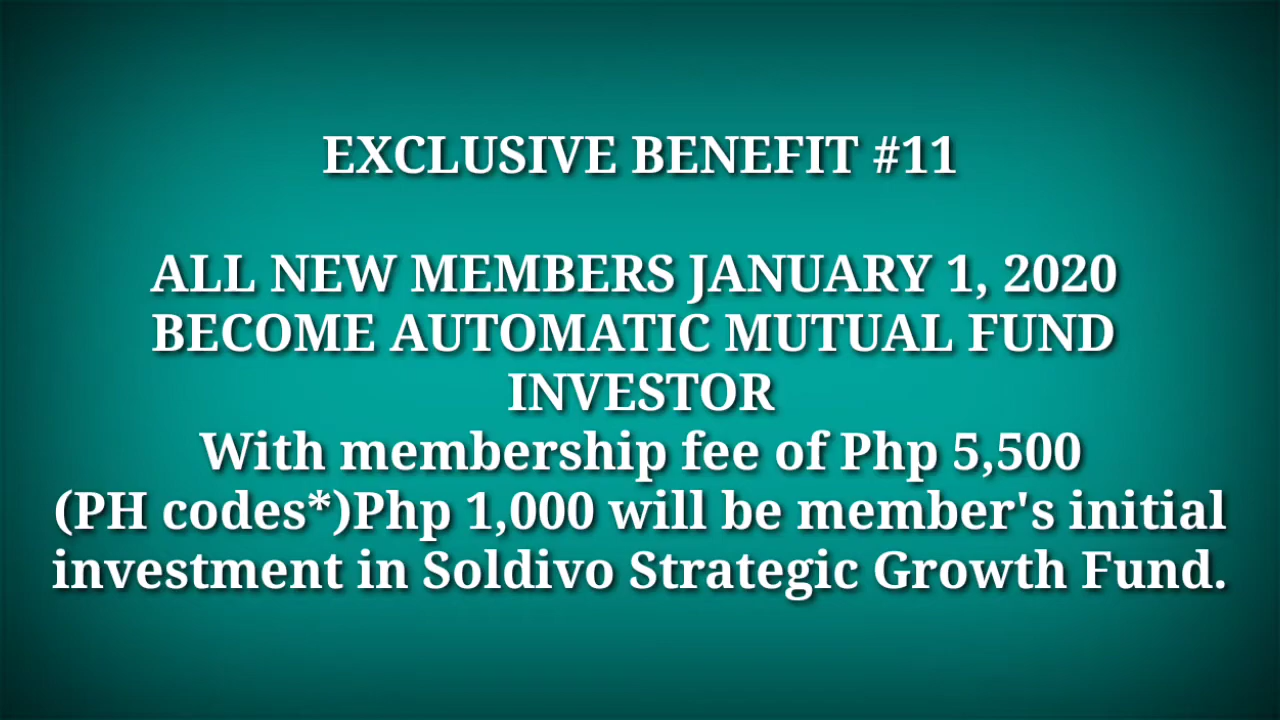 EXCLUSIVE BENEFIT #11
ALL NEW MEMBERS JANUARY 1, 2020
BECOME AUTOMATIC MUTUAL FUND
INVESTOR
With membership fee of Php 5,500
(PH codes*)Php 1,000 will be member's initial
investment in Soldivo Strategic Growth Fund.